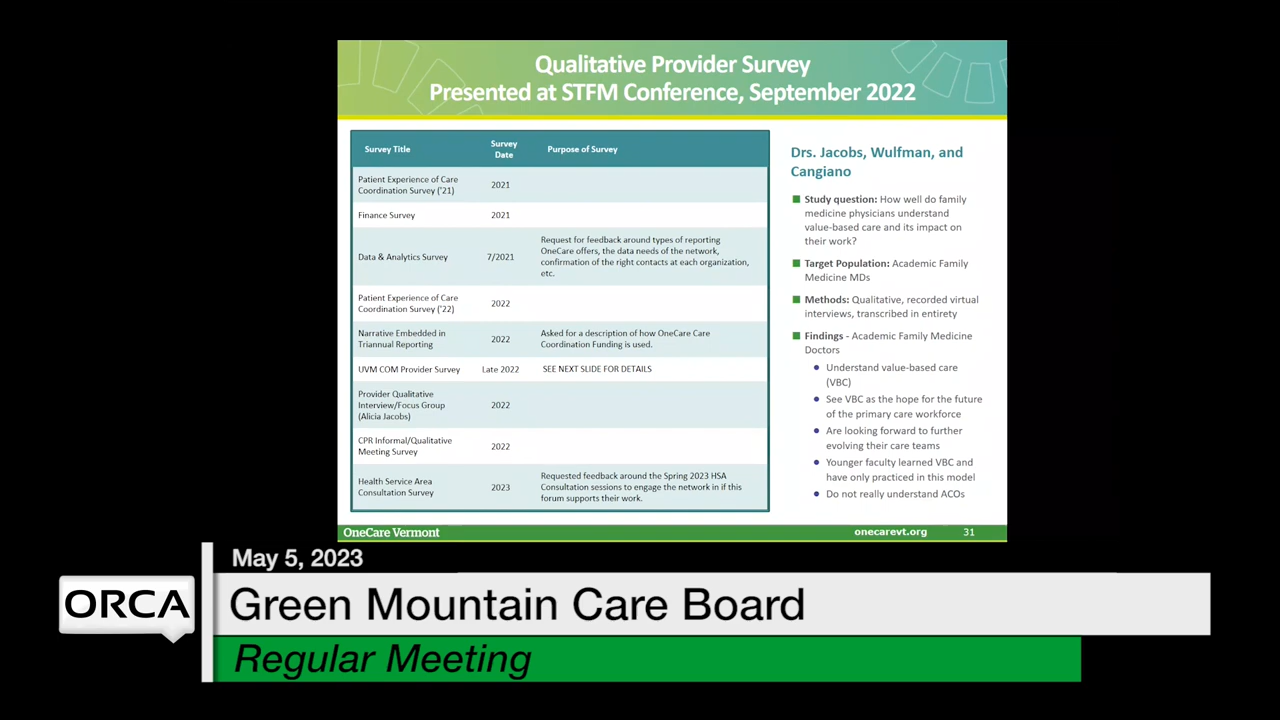 Qualitative Provider Survey
Presented at STFM Conference, September 2022
Survey Title
Survey
Date
Purpose of Survey
Patient Experience of Care
Coordination Survey ('21)
2021
Finance Survey
2021
Data & Analytics Survey
7/2021
Request for feedback around types of reporting
OneCare offers, the data needs of the network,
confirmation of the right contacts at each organization,
etc.
Patient Experience of Care
Coordination Survey ('22)
2022
Narrative Embedded in
Triannual Reporting
2022
Asked for a description of how OneCare Care
Coordination Funding is used.
UVM COM Provider Survey
Late 2022
SEE NEXT SLIDE FOR DETAILS
Provider Qualitative
Interview/Focus Group
(Alicia Jacobs)
2022
CPR Informal/Qualitative
Meeting Survey
2022
Health Service Area
Consultation Survey
2023
Requested feedback around the Spring 2023 HSA
Consultation sessions to engage the network in if this
forum supports their work.
Drs. Jacobs, Wulfman, and
Cangiano
Study question: How well do family
medicine physicians understand
value-based care and its impact on
their work?
Target Population: Academic Family
Medicine MDs
Methods: Qualitative, recorded virtual
interviews, transcribed in entirety
Findings - Academic Family Medicine
Doctors
Understand value-based care
(VBC)
See VBC as the hope for the future
of the primary care workforce
Are looking forward to further
evolving their care teams
Younger faculty learned VBC and
have only practiced in this model
Do not really understand ACOs
OneCare Vermont
onecarevt.org
31
May 5, 2023
ORCA
Green Mountain Care Board
Regular Meeting